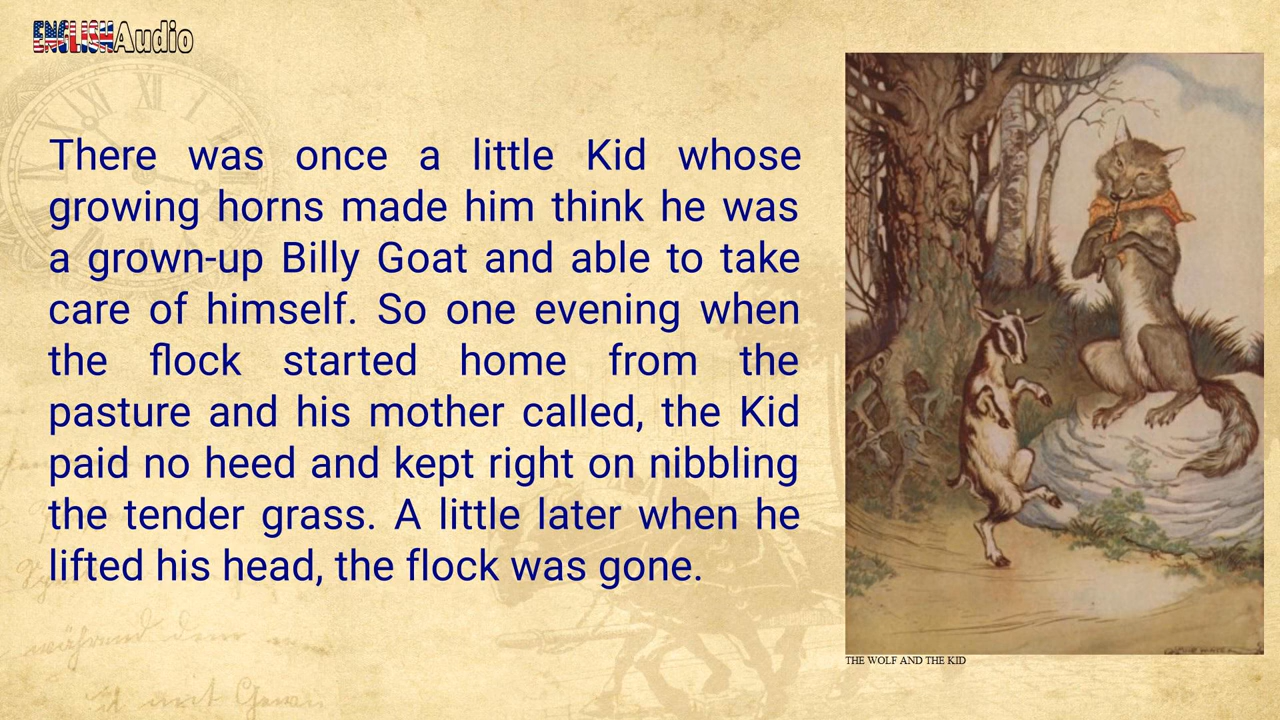 ENGLISHAudio
There was once a little Kid whose
growing horns made him think he was
a grown-up Billy Goat and able to take
care of himself. So one evening when
the flock started home from the
pasture and his mother called, the Kid
paid no heed and kept right on nibbling
the tender grass. A little later when he
lifted his head, the flock was gone.
THE WOLF AND THE KID